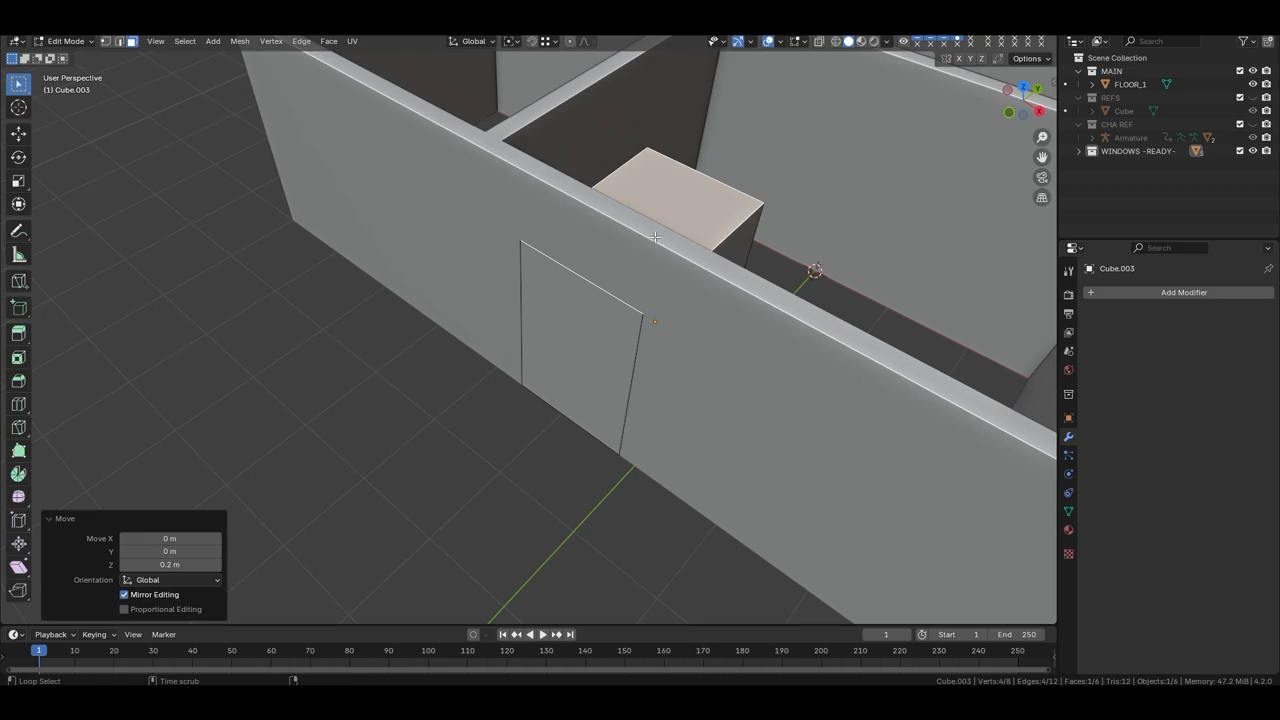 Edit Mode View Select Add Mesh Vertex Edge Face UV Global Search
X Y Z Options
User Perspective
(1) Cube.003
Scene Collection
MAIN
FLOOR_1
REFS
Cube
CHA REF
Armature 2
WINDOWS -READY-
Z Y X
Search
Cube.003
+ Add Modifier
Move
Move X 0 m
Y 0 m
Z 0.2 m
Orientation Global
Mirror Editing
Proportional Editing
Playback Keying View Marker 1 Start 1 End 250
1 10 20 30 40 50 60 70 80 90 100 110 120 130 140 150 160 170 180 190 200 210 220 230 240 250
Loop Select Time scrub Cube.003 | Verts:4/8 | Edges:4/12 | Faces:1/6 | Tris:12 | Objects:1/6 | Memory: 47.2 MiB | 4.2.0